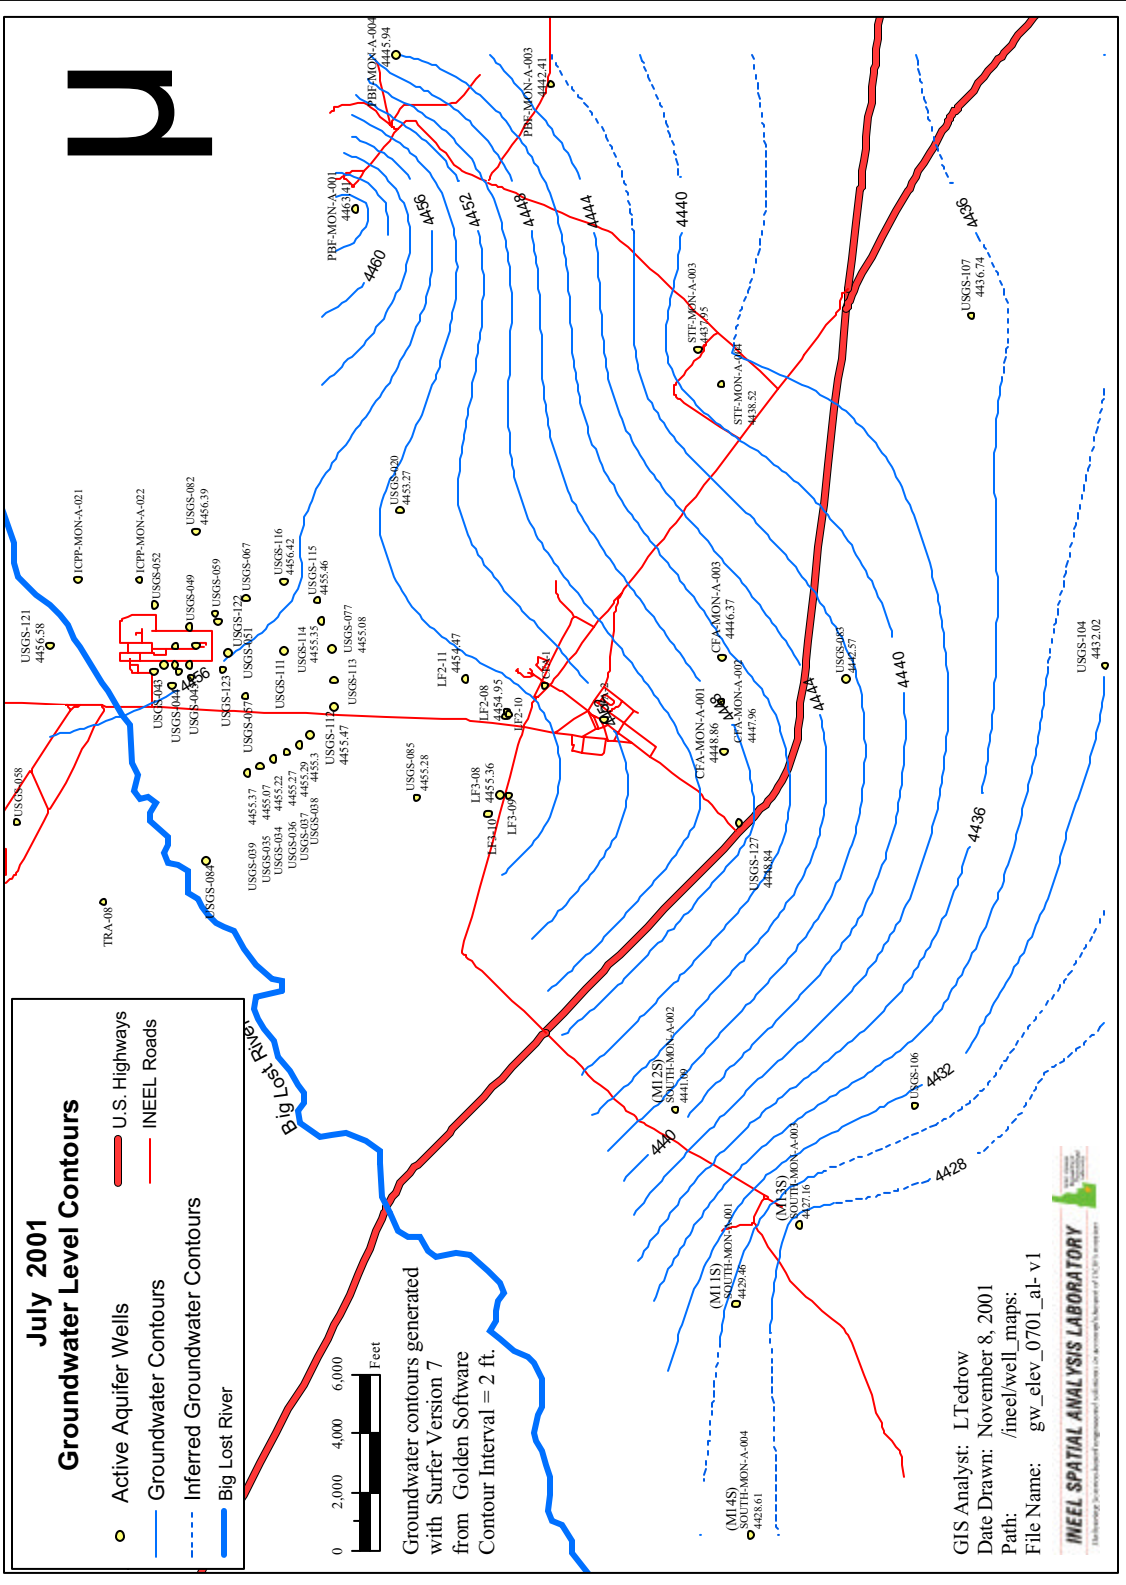 July 2001
Groundwater Level Contours
Active Aquifer Wells
Groundwater Contours
Inferred Groundwater Contours
Big Lost River
U.S. Highways
INEEL Roads
0 2,000 4,000 6,000
Feet
Groundwater contours generated
with Surfer Version 7
from Golden Software
Contour Interval = 2 ft.
GIS Analyst: LTedrow
Date Drawn: November 8, 2001
Path: /ineel/well_maps:
File Name: gw_elev_0701_al- v1
INEEL SPATIAL ANALYSIS LABORATORY
Big Lost River
µ
TRA-08
USGS-058
USGS-084
USGS-121
4456.58
ICPP-MON-A-021
ICPP-MON-A-022
USGS-052
USGS-082
4456.39
USGS-049
USGS-059
USGS-067
USGS-122
USGS-051
USGS-043
USGS-044
USGS-123
USGS-057
USGS-111
USGS-116
4456.42
USGS-115
4455.46
USGS-114
4455.35
USGS-077
4455.08
USGS-113
USGS-112
4455.47
4455.37
4455.07
4455.22
4455.27
4455.29
4455.3
USGS-039
USGS-035
USGS-034
USGS-036
USGS-037
USGS-038
USGS-085
4455.28
USGS-020
4453.27
LF2-11
4454.47
LF2-08
4454.95
LF2-10
LF3-08
4455.36
LF3-09
LF3-10
CFA-1
CFA-MON-A-001
4448.86
CFA-MON-A-002
4447.96
CFA-MON-A-003
4446.37
USGS-083
4442.57
USGS-127
4448.84
USGS-104
4432.02
USGS-106
USGS-107
4436.74
STF-MON-A-003
4437.95
STF-MON-A-004
4438.52
PBF-MON-A-001
4463.41
PBF-MON-A-003
4442.41
PBF-MON-A-004
4445.94
(M11S)
SOUTH-MON-A-001
4429.46
(M12S)
SOUTH-MON-A-002
4441.09
(M13S)
SOUTH-MON-A-003
4427.16
(M14S)
SOUTH-MON-A-004
4428.61
4460
4456
4452
4448
4444
4440
4436
4456
4448
4444
4440
4436
4432
4428
4440